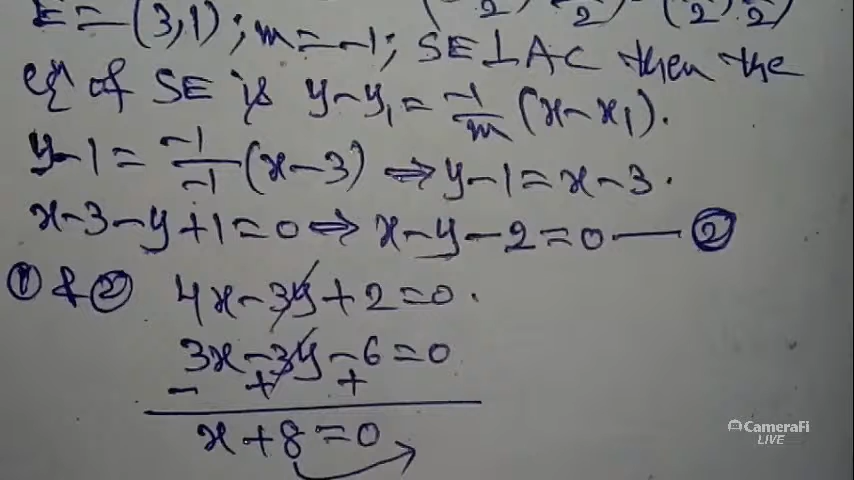 E = (3,1) ; m = -1 ; SE ⊥ AC then the
eq of SE is y - y₁ = -1/m (x - x₁).
y - 1 = -1/-1 (x - 3) ⇒ y - 1 = x - 3.
x - 3 - y + 1 = 0 ⇒ x - y - 2 = 0 — ②
① & ② 4x - 3y + 2 = 0.
3x - 3y - 6 = 0
- + +
x + 8 = 0
CameraFi
LIVE